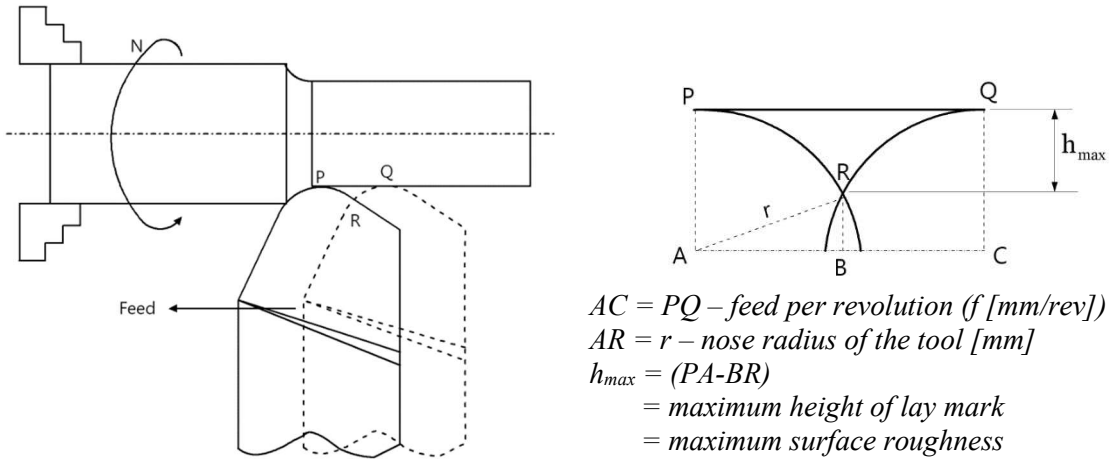 N
P
Q
R
Feed
P
Q
R
h_max
r
A
B
C
AC = PQ – feed per revolution (f [mm/rev])
AR = r – nose radius of the tool [mm]
h_max = (PA-BR)
= maximum height of lay mark
= maximum surface roughness